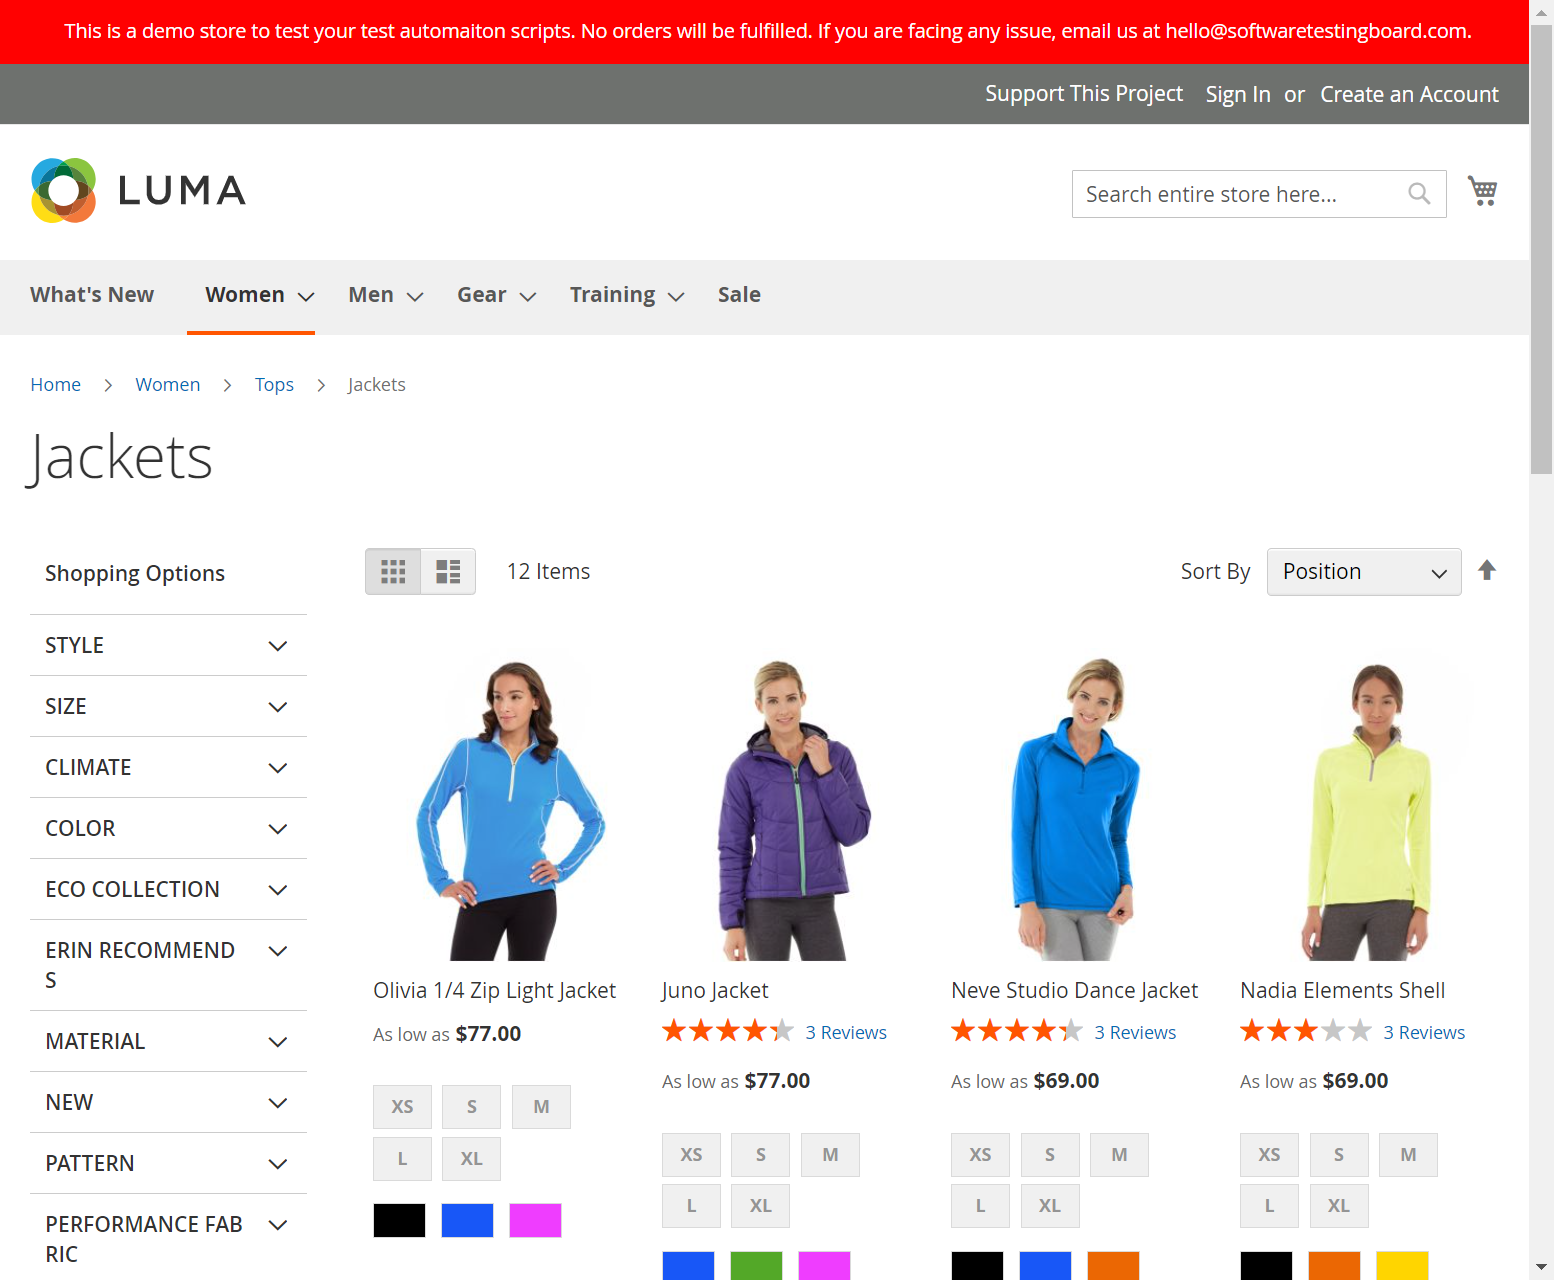 This is a demo store to test your test automaiton scripts. No orders will be fulfilled. If you are facing any issue, email us at hello@softwaretestingboard.com.
Support This Project Sign In or Create an Account
LUMA
Search entire store here...
What's New Women Men Gear Training Sale
Home Women Tops Jackets
Jackets
Shopping Options
12 Items
Sort By Position
STYLE
SIZE
CLIMATE
COLOR
ECO COLLECTION
ERIN RECOMMEND
S
MATERIAL
NEW
PATTERN
PERFORMANCE FAB
RIC
Olivia 1/4 Zip Light Jacket
As low as $77.00
XS S M
L XL
Juno Jacket
3 Reviews
As low as $77.00
XS S M
L XL
Neve Studio Dance Jacket
3 Reviews
As low as $69.00
XS S M
L XL
Nadia Elements Shell
3 Reviews
As low as $69.00
XS S M
L XL